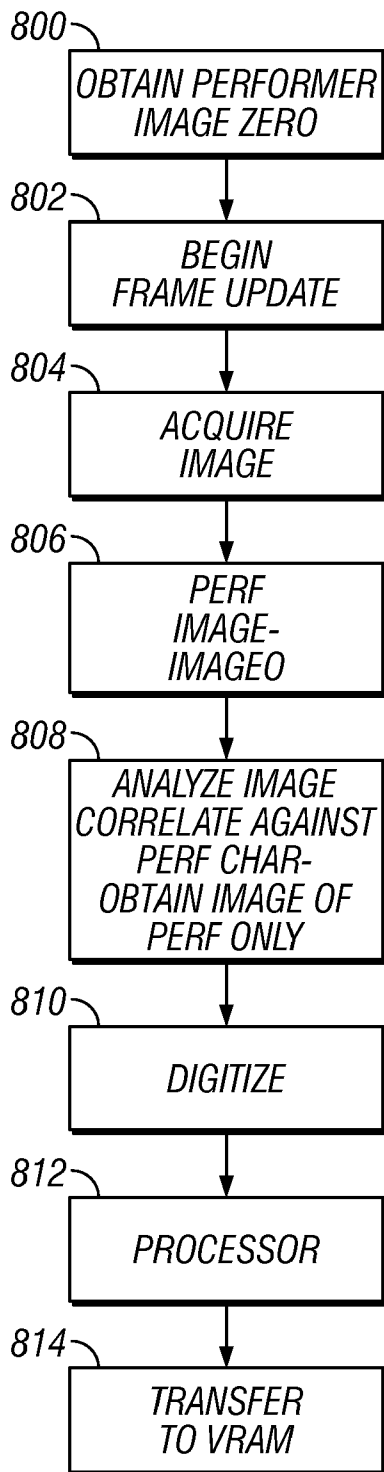 800
OBTAIN PERFORMER
IMAGE ZERO
802
BEGIN
FRAME UPDATE
804
ACQUIRE
IMAGE
806
PERF
IMAGE-
IMAGEO
808
ANALYZE IMAGE
CORRELATE AGAINST
PERF CHAR-
OBTAIN IMAGE OF
PERF ONLY
810
DIGITIZE
812
PROCESSOR
814
TRANSFER
TO VRAM